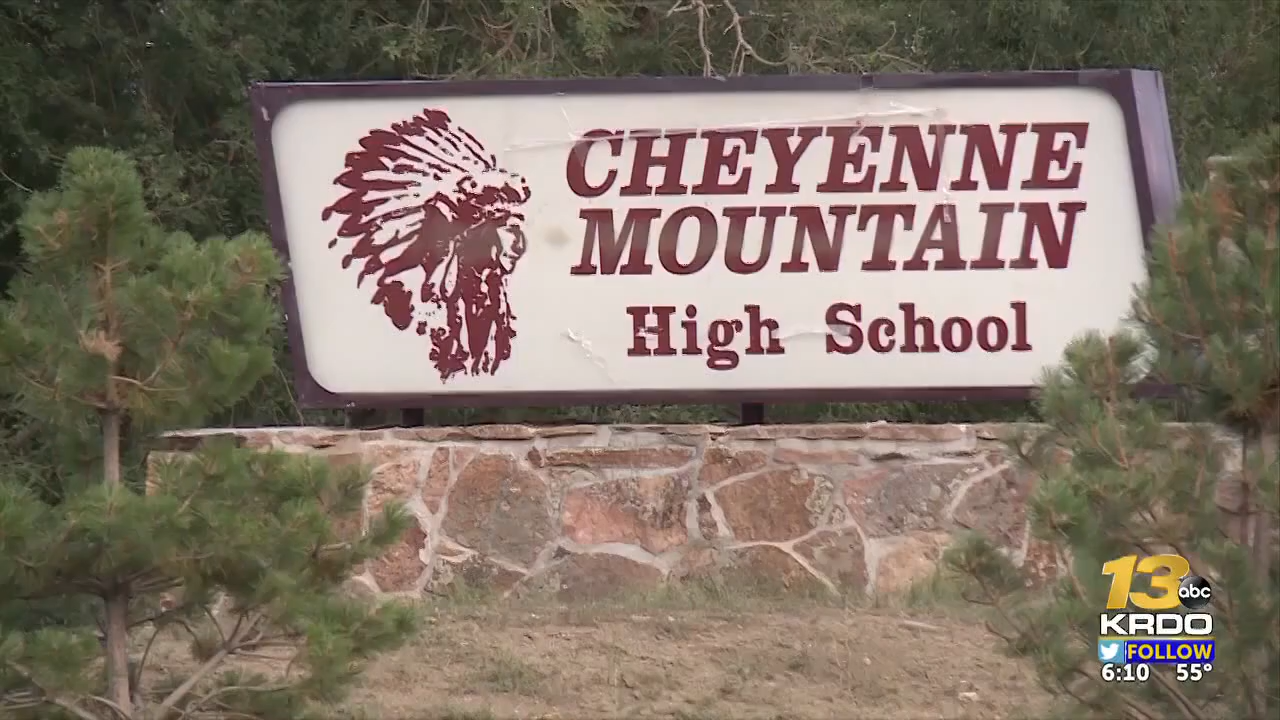 CHEYENNE
MOUNTAIN
High School
13 abc
KRDO
FOLLOW
6:10 55°